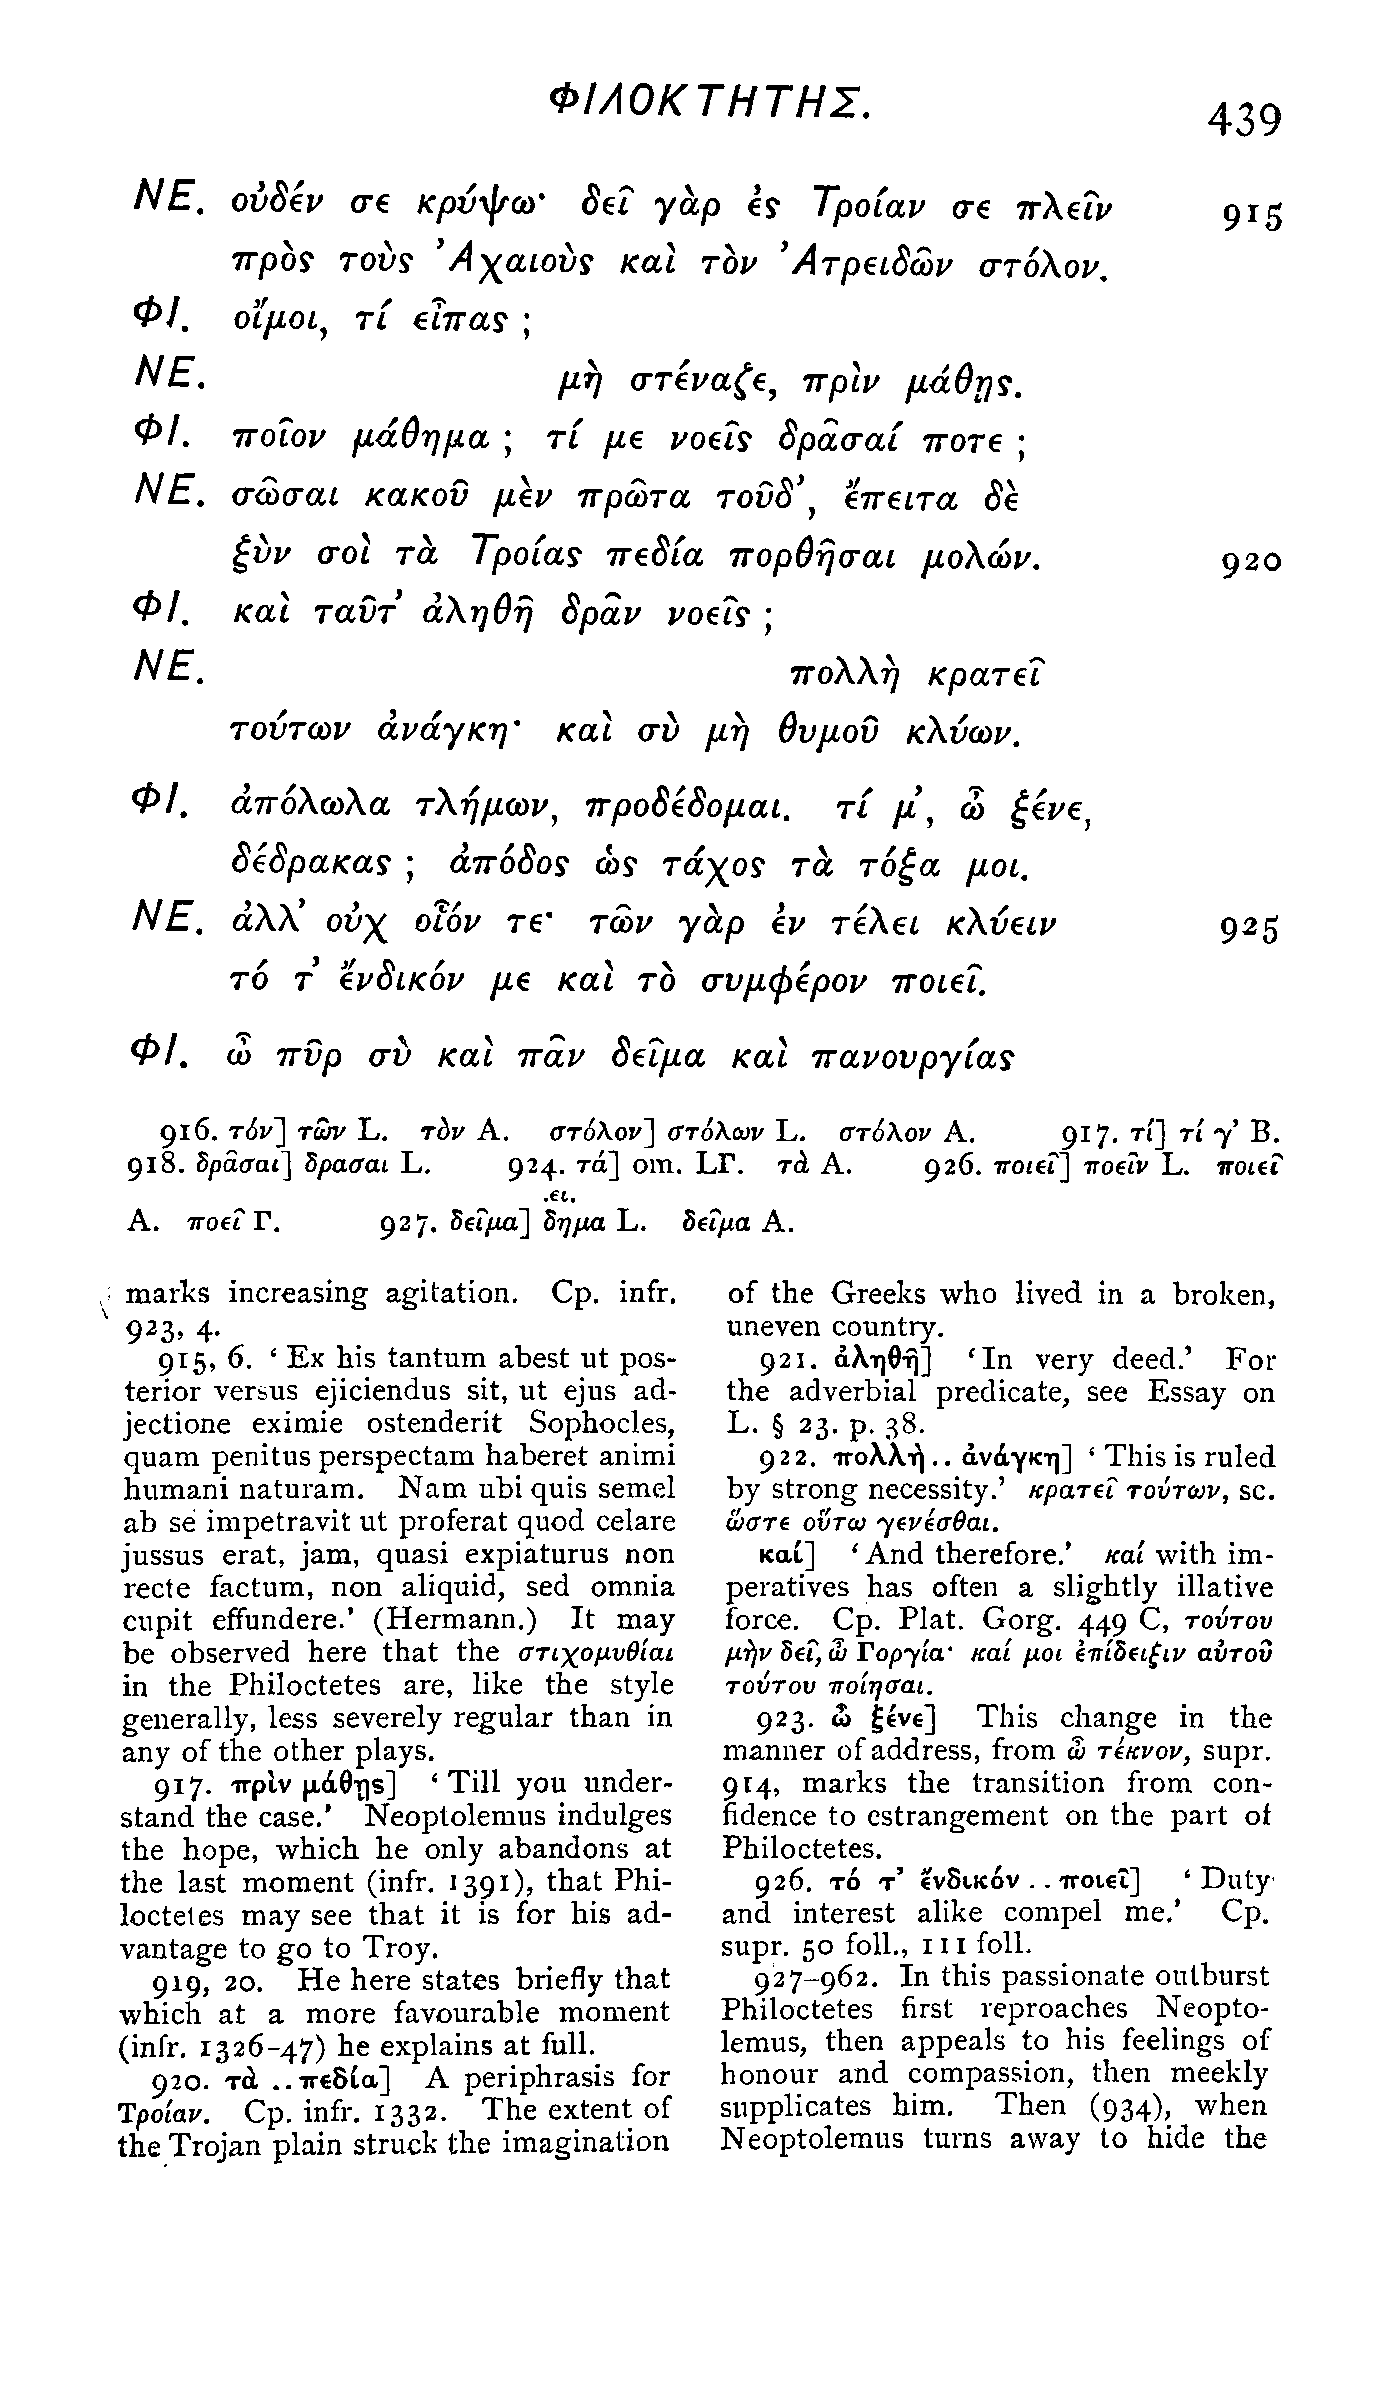 ΦΙΛΟΚΤΗΤΗΣ.
439
ΝΕ. οὐδέν σε κρύψω· δεῖ γὰρ ἐς Τροίαν σε πλεῖν 915
πρὸς τοὺς Ἀχαιοὺς καὶ τὸν Ἀτρειδῶν στόλον.
ΦΙ. οἴμοι, τί εἶπας ;
ΝΕ. μὴ στέναζε, πρὶν μάθῃς.
ΦΙ. ποῖον μάθημα ; τί με νοεῖς δρᾶσαί ποτε ;
ΝΕ. σῶσαι κακοῦ μὲν πρῶτα τοῦδ’, ἔπειτα δὲ
ξὺν σοὶ τὰ Τροίας πεδία πορθῆσαι μολών. 920
ΦΙ. καὶ ταῦτ’ ἀληθῆ δρᾶν νοεῖς ;
ΝΕ. πολλὴ κρατεῖ
τούτων ἀνάγκη· καὶ σὺ μὴ θυμοῦ κλύων.
ΦΙ. ἀπόλωλα τλήμων, προδέδομαι. τί μ’, ὦ ξένε,
δέδρακας ; ἀπόδος ὡς τάχος τὰ τόξα μοι.
ΝΕ. ἀλλ’ οὐχ οἷόν τε· τῶν γὰρ ἐν τέλει κλύειν 925
τό τ’ ἔνδικόν με καὶ τὸ συμφέρον ποιεῖ.
ΦΙ. ὦ πῦρ σὺ καὶ πᾶν δεῖμα καὶ πανουργίας
916. τόν] τῶν L. τὸν A. στόλον] στόλων L. στόλον A. 917. τί] τί γ’ B.
918. δρᾶσαι] δρασαι L. 924. τά] om. LΓ. τὰ A. 926. ποιεῖ] ποεῖν L. ποιεῖ
.ει.
A. ποεῖ Γ. 927. δεῖμα] δημα L. δεῖμα A.
marks increasing agitation. Cp. infr.
923, 4.
915, 6. ‘Ex his tantum abest ut pos-
terior versus ejiciendus sit, ut ejus ad-
jectione eximie ostenderit Sophocles,
quam penitus perspectam haberet animi
humani naturam. Nam ubi quis semel
ab se impetravit ut proferat quod celare
jussus erat, jam, quasi expiaturus non
recte factum, non aliquid, sed omnia
cupit effundere.’ (Hermann.) It may
be observed here that the στιχομυθίαι
in the Philoctetes are, like the style
generally, less severely regular than in
any of the other plays.
917. πρὶν μάθῃς] ‘Till you under-
stand the case.’ Neoptolemus indulges
the hope, which he only abandons at
the last moment (infr. 1391), that Phi-
loctetes may see that it is for his ad-
vantage to go to Troy.
919, 20. He here states briefly that
which at a more favourable moment
(infr. 1326–47) he explains at full.
920. τὰ ..πεδία] A periphrasis for
Τροίαν. Cp. infr. 1332. The extent of
the Trojan plain struck the imagination
of the Greeks who lived in a broken,
uneven country.
921. ἀληθῆ] ‘In very deed.’ For
the adverbial predicate, see Essay on
L. § 23. p. 38.
922. πολλὴ.. ἀνάγκη] ‘This is ruled
by strong necessity.’ κρατεῖ τούτων, sc.
ὥστε οὕτω γενέσθαι.
καί] ‘And therefore.’ καί with im-
peratives has often a slightly illative
force. Cp. Plat. Gorg. 449 C, τούτου
μὴν δεῖ, ὦ Γοργία· καί μοι ἐπίδειξιν αὐτοῦ
τούτου ποίησαι.
923. ὦ ξένε] This change in the
manner of address, from ὦ τέκνον, supr.
914, marks the transition from con-
fidence to estrangement on the part of
Philoctetes.
926. τό τ’ ἔνδικόν . . ποιεῖ] ‘Duty
and interest alike compel me.’ Cp.
supr. 50 foll., 111 foll.
927–962. In this passionate outburst
Philoctetes first reproaches Neopto-
lemus, then appeals to his feelings of
honour and compassion, then meekly
supplicates him. Then (934), when
Neoptolemus turns away to hide the